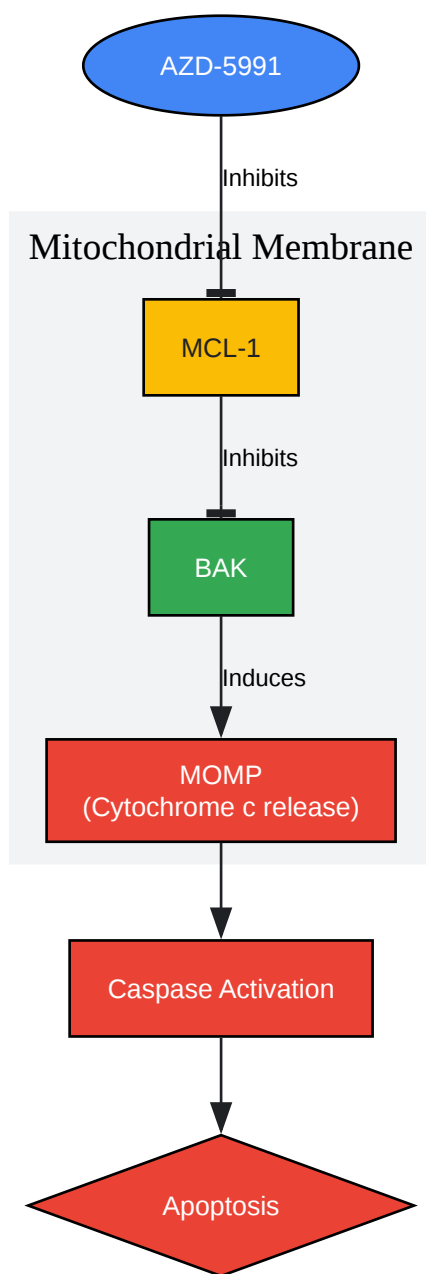 AZD-5991
Inhibits
Mitochondrial Membrane
MCL-1
Inhibits
BAK
Induces
MOMP
(Cytochrome c release)
Caspase Activation
Apoptosis